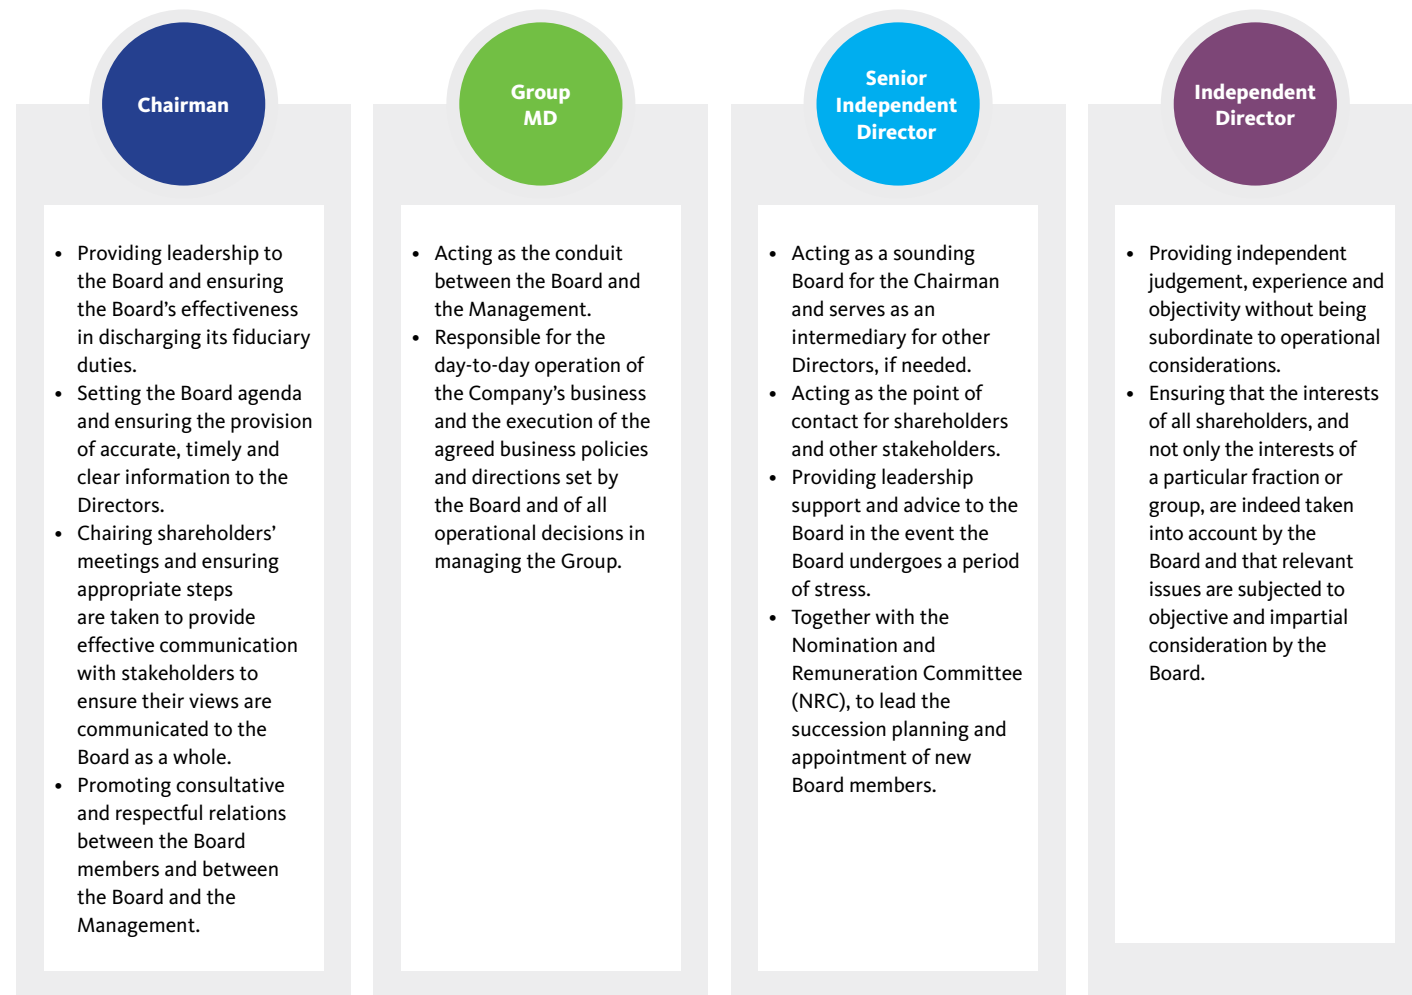 Chairman
• Providing leadership to
the Board and ensuring
the Board’s effectiveness
in discharging its fiduciary
duties.
• Setting the Board agenda
and ensuring the provision
of accurate, timely and
clear information to the
Directors.
• Chairing shareholders’
meetings and ensuring
appropriate steps
are taken to provide
effective communication
with stakeholders to
ensure their views are
communicated to the
Board as a whole.
• Promoting consultative
and respectful relations
between the Board
members and between
the Board and the
Management.
Group
MD
• Acting as the conduit
between the Board and
the Management.
• Responsible for the
day-to-day operation of
the Company’s business
and the execution of the
agreed business policies
and directions set by
the Board and of all
operational decisions in
managing the Group.
Senior
Independent
Director
• Acting as a sounding
Board for the Chairman
and serves as an
intermediary for other
Directors, if needed.
• Acting as the point of
contact for shareholders
and other stakeholders.
• Providing leadership
support and advice to the
Board in the event the
Board undergoes a period
of stress.
• Together with the
Nomination and
Remuneration Committee
(NRC), to lead the
succession planning and
appointment of new
Board members.
Independent
Director
• Providing independent
judgement, experience and
objectivity without being
subordinate to operational
considerations.
• Ensuring that the interests
of all shareholders, and
not only the interests of
a particular fraction or
group, are indeed taken
into account by the
Board and that relevant
issues are subjected to
objective and impartial
consideration by the
Board.